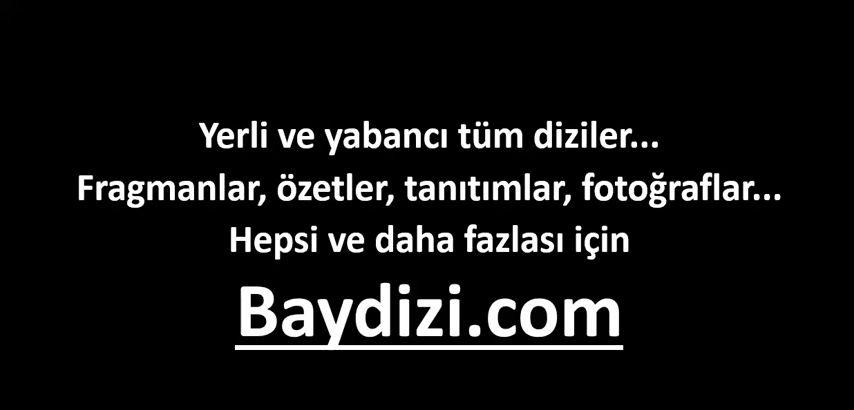 Yerli ve yabancı tüm diziler...
Fragmanlar, özetler, tanıtımlar, fotoğraflar...
Hepsi ve daha fazlası için
Baydizi.com